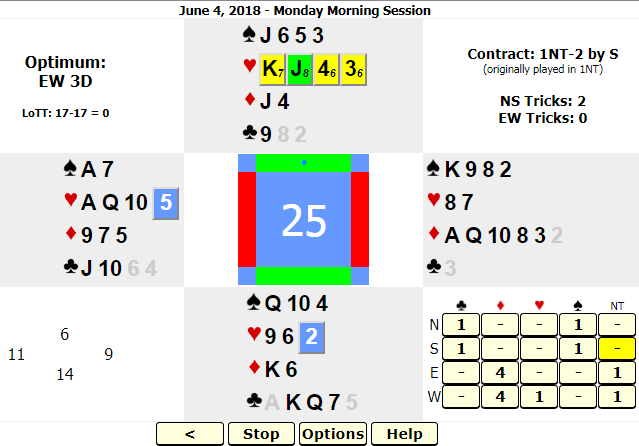 June 4, 2018 - Monday Morning Session
Optimum:
EW 3D
LoTT: 17-17 = 0
♠ J 6 5 3
♥ K7 J8 46 36
♦ J 4
♣ 9 8 2
Contract: 1NT-2 by S
(originally played in 1NT)
NS Tricks: 2
EW Tricks: 0
♠ A 7
♥ A Q 10 5
♦ 9 7 5
♣ J 10 6 4
25
♠ K 9 8 2
♥ 8 7
♦ A Q 10 8 3 2
♣ 3
6
11 9
14
♠ Q 10 4
♥ 9 6 2
♦ K 6
♣ A K Q 7 5
♣ ♦ ♥ ♠ NT
N 1 - - 1 -
S 1 - - 1 -
E - 4 - - 1
W - 4 1 - 1
< Stop Options Help